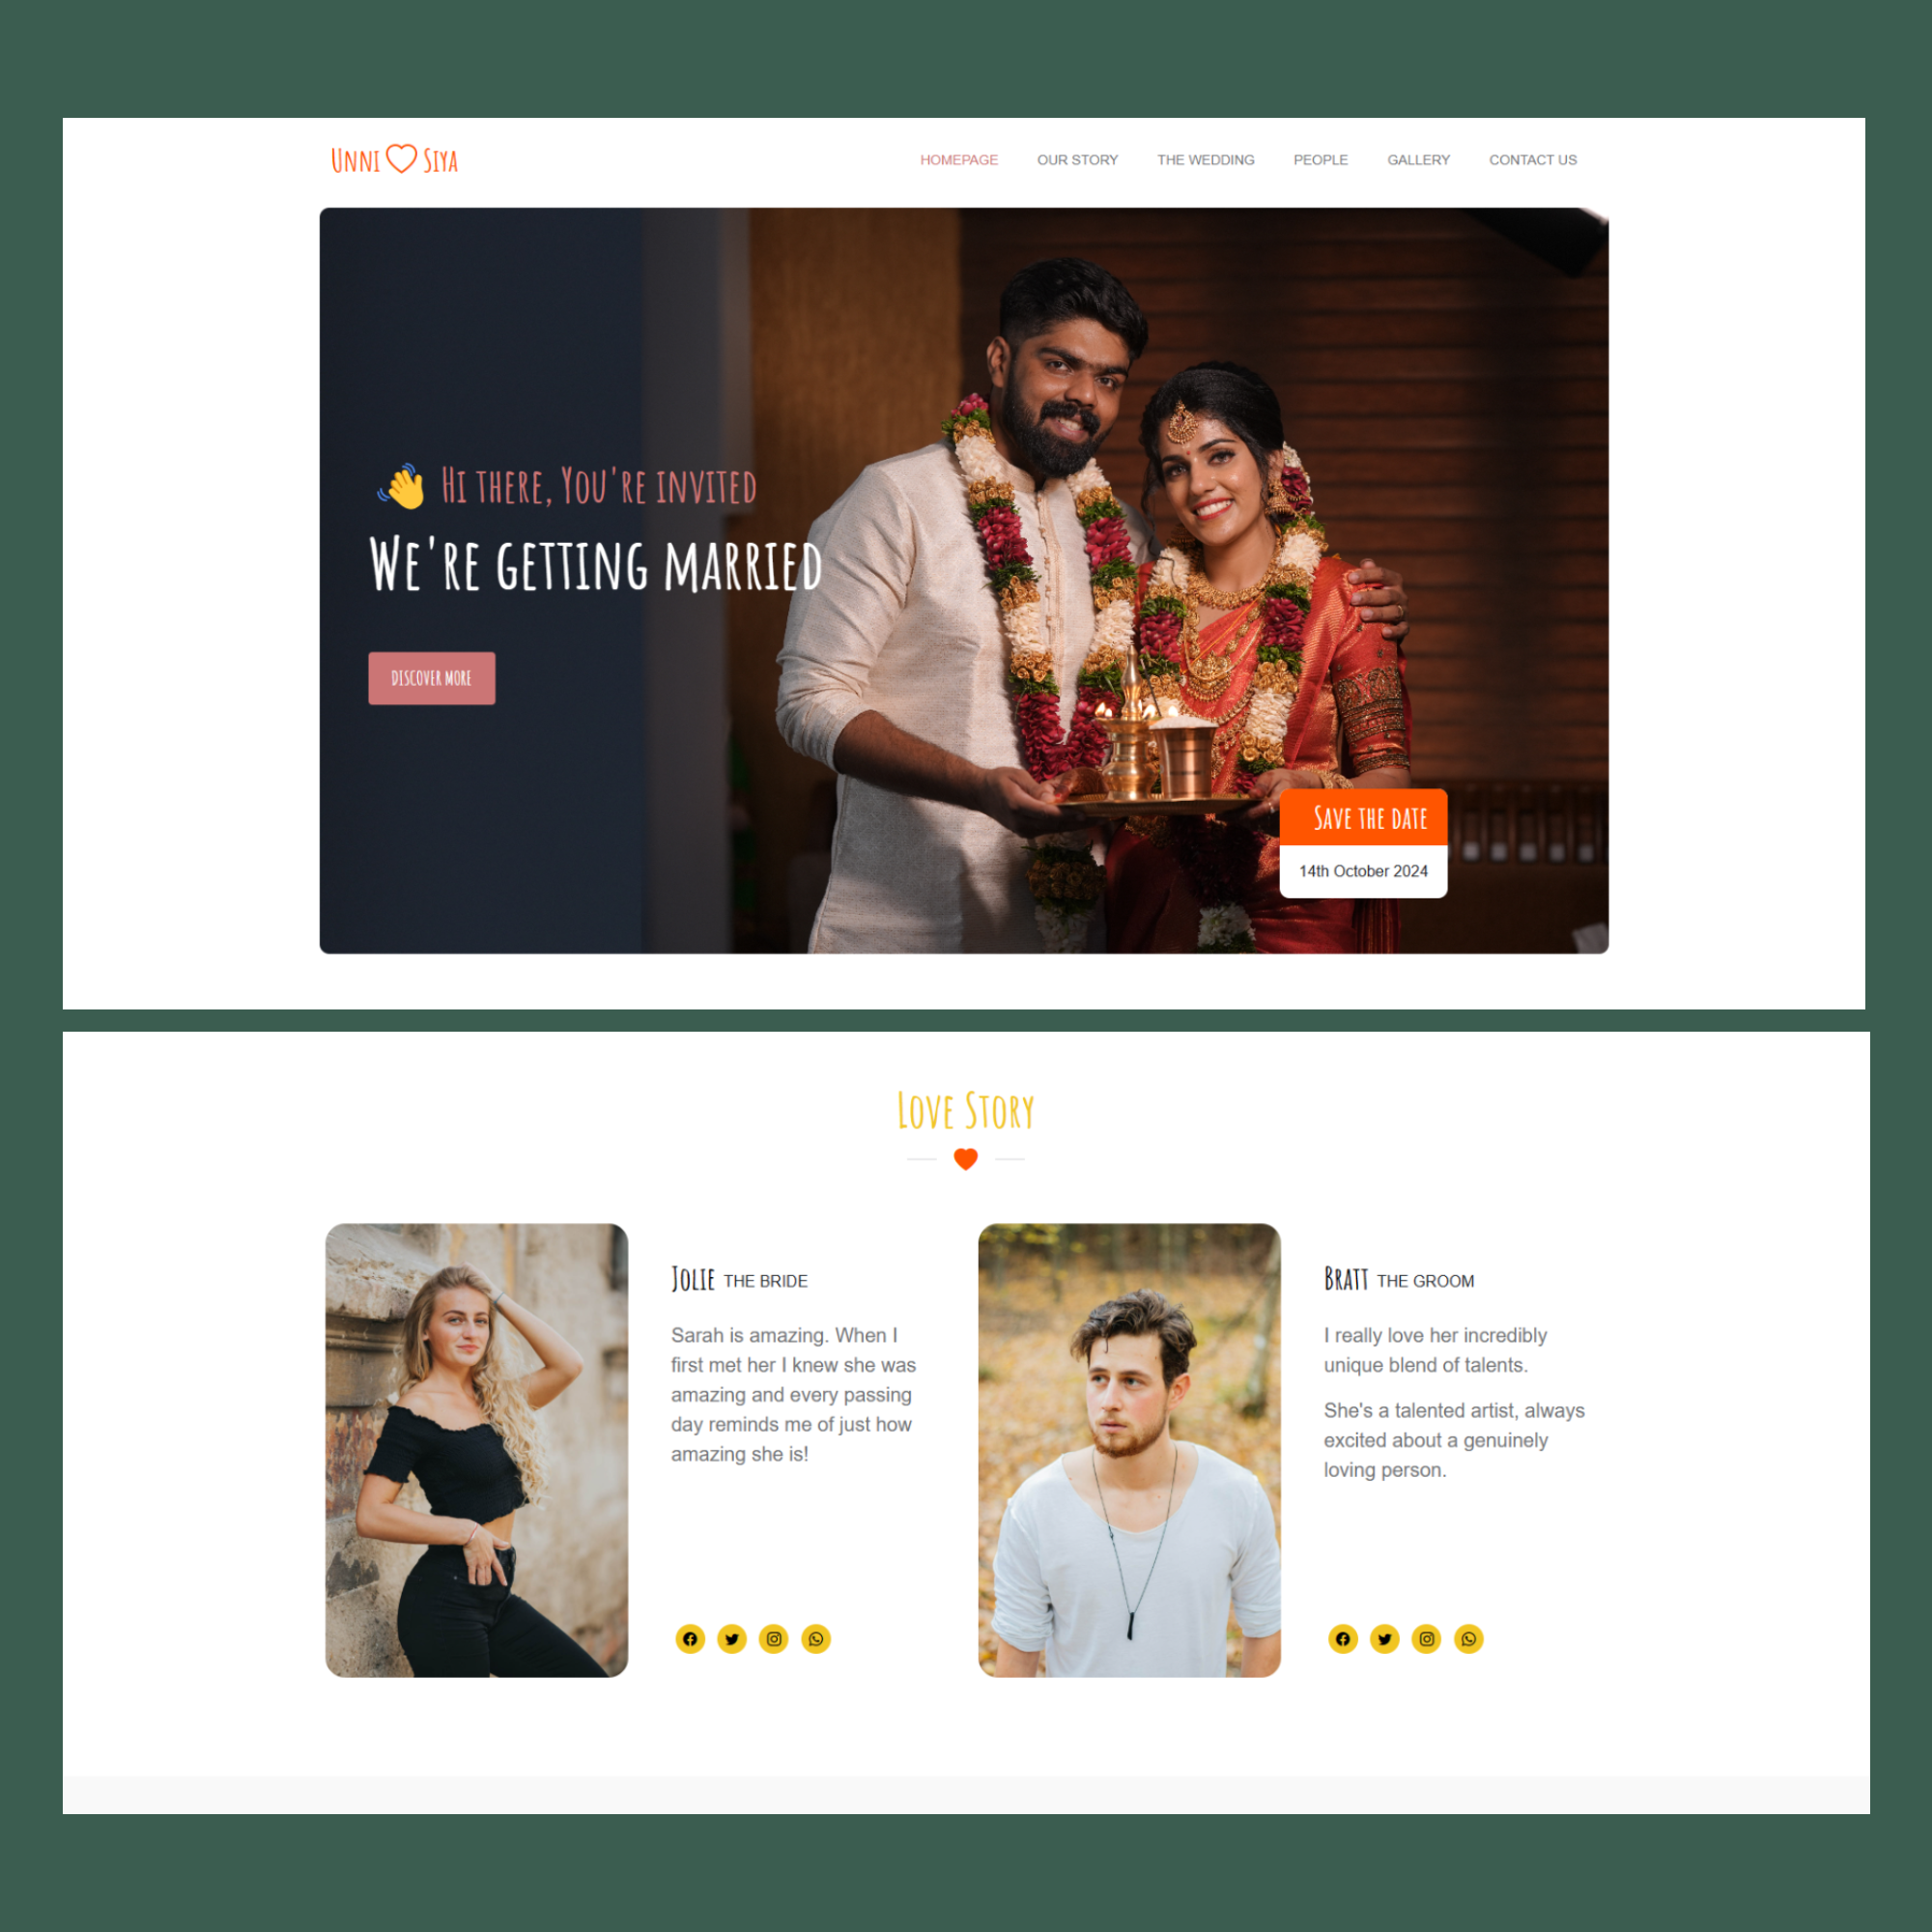 Unni Siya
HOMEPAGE OUR STORY THE WEDDING PEOPLE GALLERY CONTACT US
Hi there, You're invited
We're getting married
DISCOVER MORE
Save the date
14th October 2024
Love Story
Jolie THE BRIDE
Sarah is amazing. When I
first met her I knew she was
amazing and every passing
day reminds me of just how
amazing she is!
Bratt THE GROOM
I really love her incredibly
unique blend of talents.
She's a talented artist, always
excited about a genuinely
loving person.